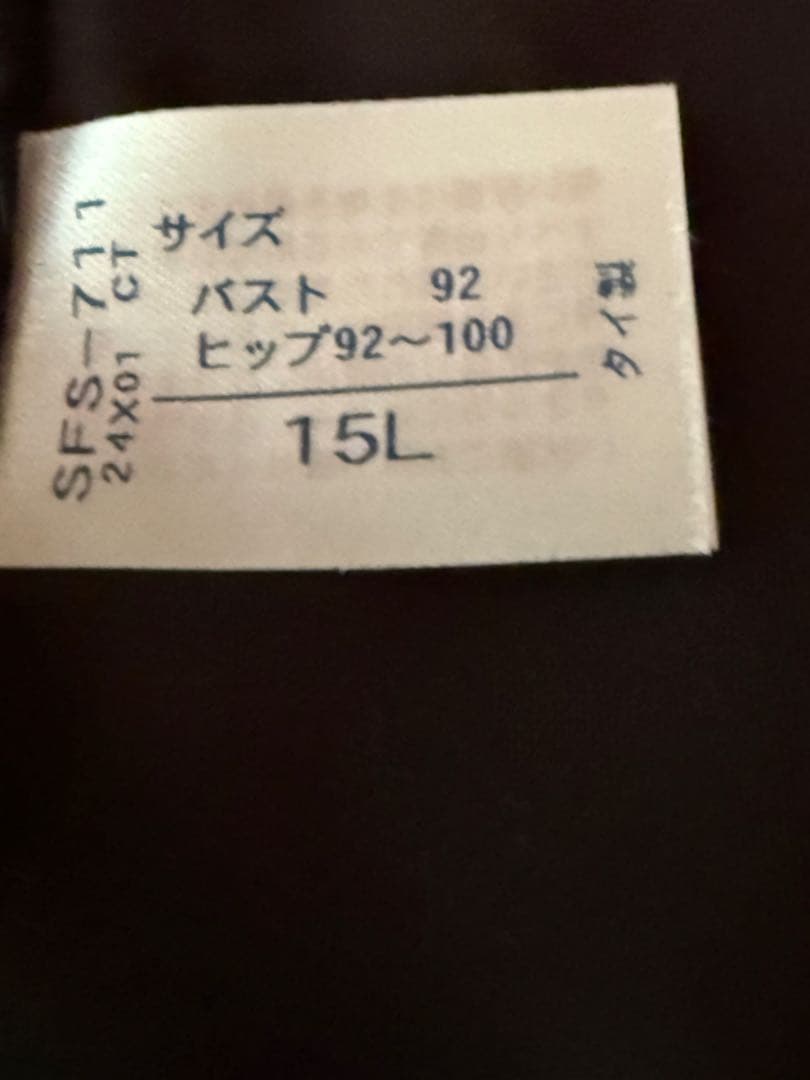 SFS-711
24X01 CT
サイズ
バスト 92
ヒップ92〜100
15L
タイ製